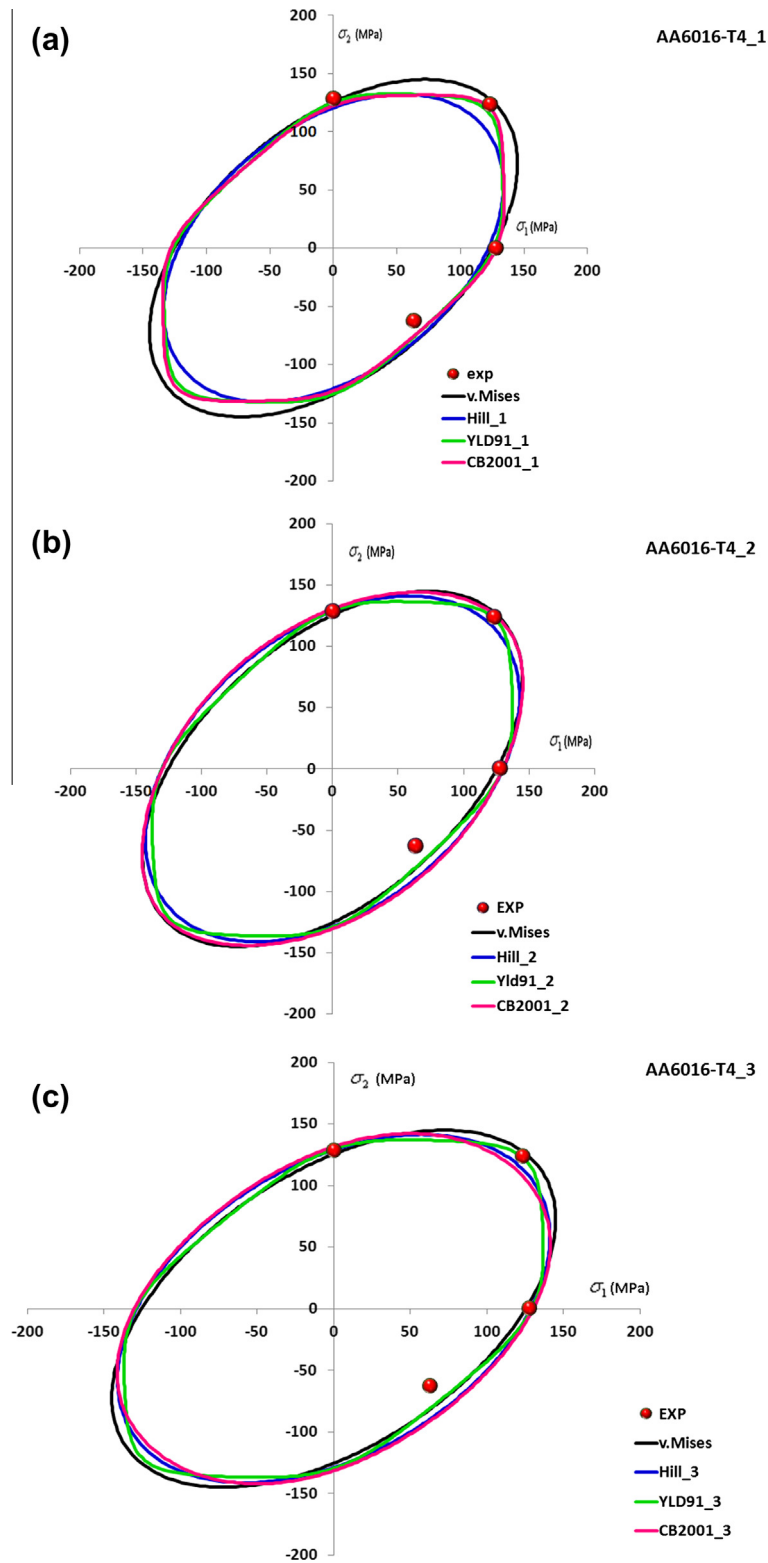 (a)
AA6016-T4_1
σ2 (MPa)
200
150
100
50
0
-50
-100
-150
-200
-200 -150 -100 -50 0 50 100 150 200
σ1 (MPa)
exp
v.Mises
Hill_1
YLD91_1
CB2001_1
(b)
AA6016-T4_2
σ2 (MPa)
200
150
100
50
0
-50
-100
-150
-200
-200 -150 -100 -50 0 50 100 150 200
σ1 (MPa)
EXP
v.Mises
Hill_2
Yld91_2
CB2001_2
(c)
AA6016-T4_3
σ2 (MPa)
200
150
100
50
0
-50
-100
-150
-200
-200 -150 -100 -50 0 50 100 150 200
σ1 (MPa)
EXP
v.Mises
Hill_3
YLD91_3
CB2001_3